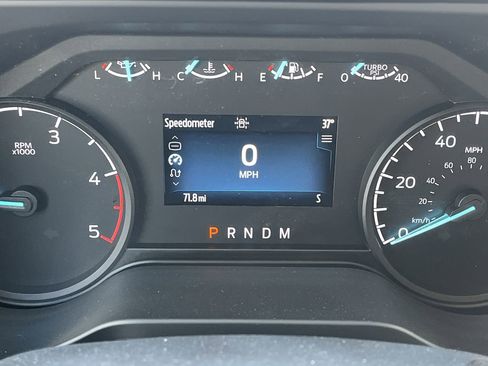 L H C H E F 0 TURBO PSI 40
Speedometer 37°
0
MPH
71.8 mi S
P R N D M
RPM
x1000
3
4
5
40
20
0
MPH
80
60
40
20
km/h
0